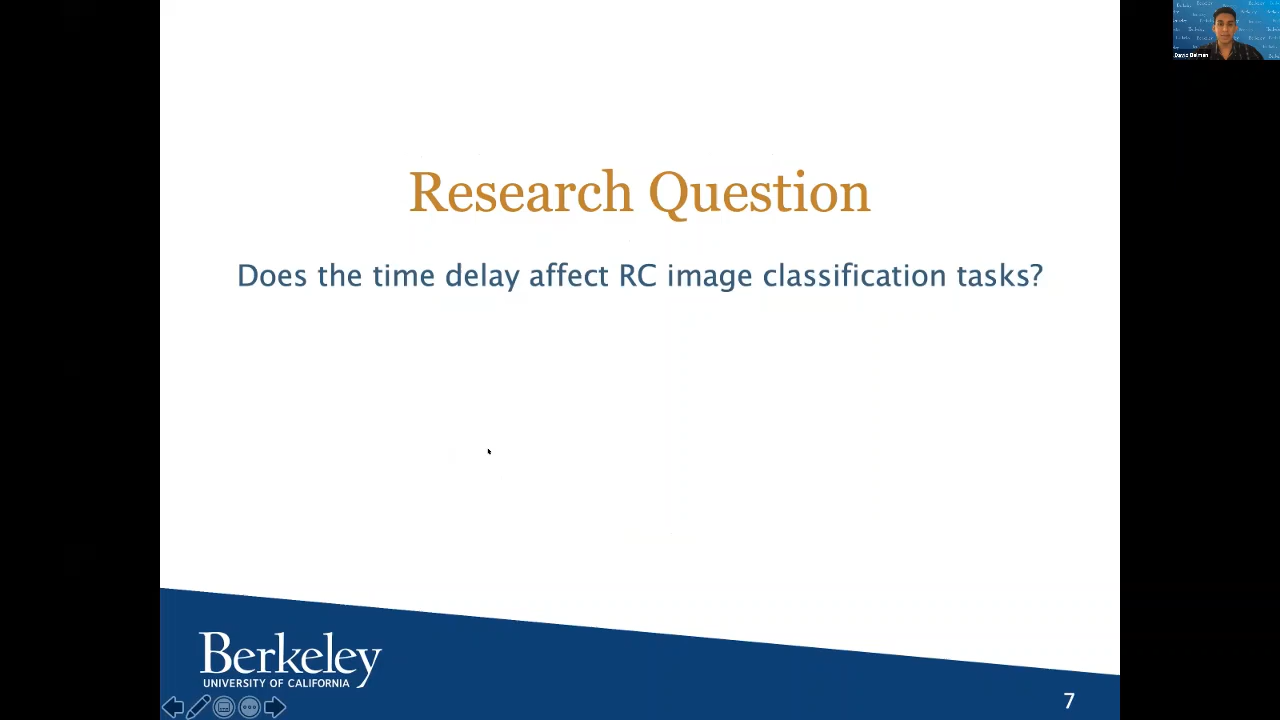 Research Question
Does the time delay affect RC image classification tasks?
Berkeley
UNIVERSITY OF CALIFORNIA
7